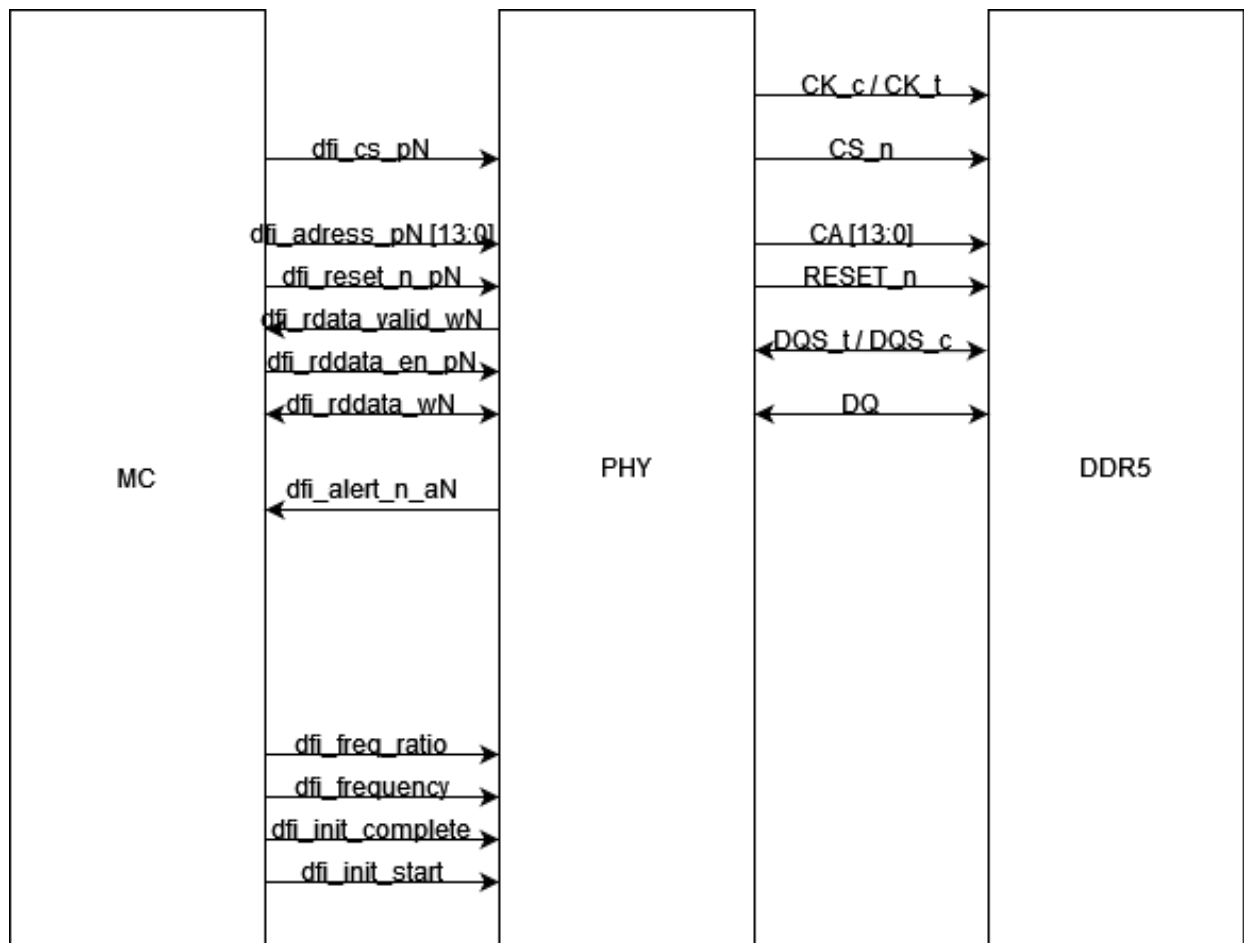 CK_c / CK_t
dfi_cs_pN
CS_n
dfi_adress_pN [13:0]
CA [13:0]
dfi_reset_n_pN
RESET_n
dfi_rdata_valid_wN
DQS_t / DQS_c
dfi_rddata_en_pN
dfi_rddata_wN
DQ
MC
PHY
DDR5
dfi_alert_n_aN
dfi_freq_ratio
dfi_frequency
dfi_init_complete
dfi_init_start